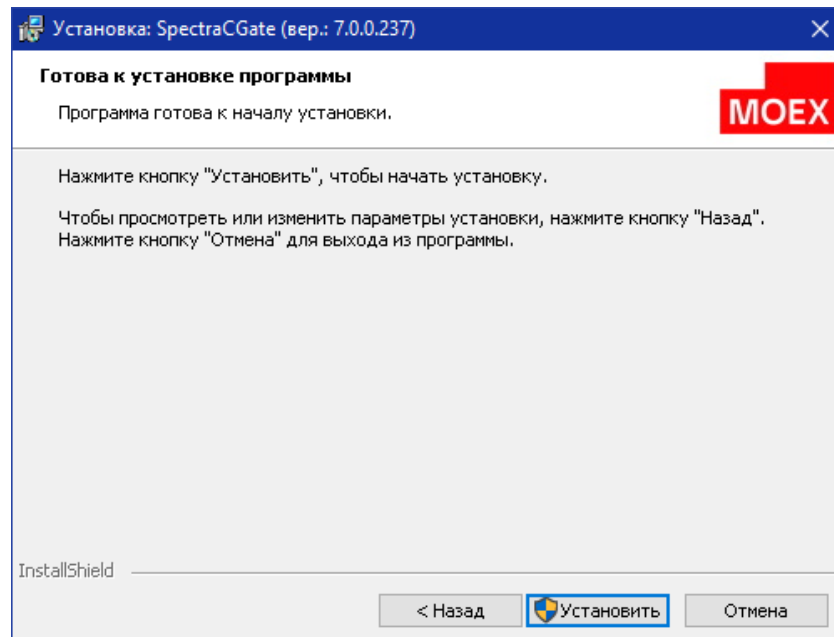 Установка: SpectraCGate (вер.: 7.0.0.237)
Готова к установке программы
Программа готова к началу установки.
MOEX
Нажмите кнопку "Установить", чтобы начать установку.
Чтобы просмотреть или изменить параметры установки, нажмите кнопку "Назад".
Нажмите кнопку "Отмена" для выхода из программы.
InstallShield
< Назад
Установить
Отмена